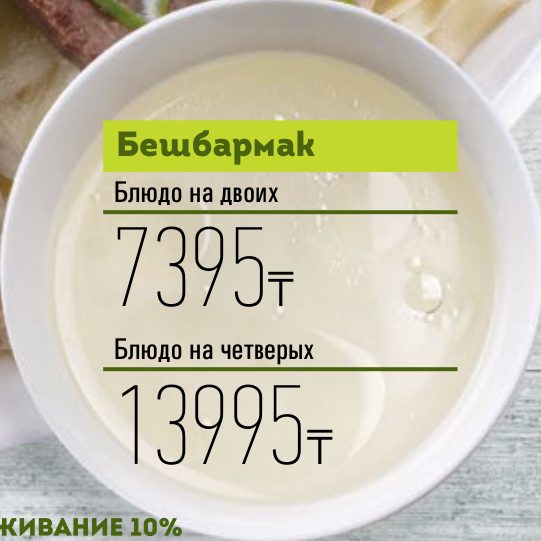 Бешбармак
Блюдо на двоих
7395₸
Блюдо на четверых
13995₸
ЖИВАНИЕ 10%